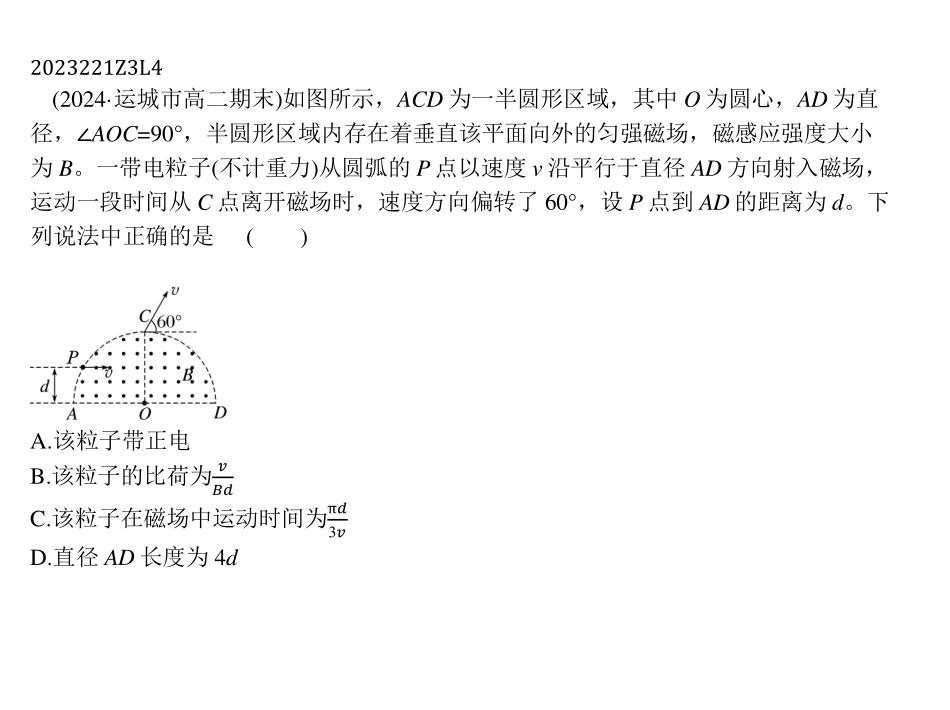 2023221Z3L4
(2024·运城市高二期末)如图所示，ACD 为一半圆形区域，其中 O 为圆心，AD 为直
径，∠AOC=90°，半圆形区域内存在着垂直该平面向外的匀强磁场，磁感应强度大小
为 B。一带电粒子(不计重力)从圆弧的 P 点以速度 v 沿平行于直径 AD 方向射入磁场，
运动一段时间从 C 点离开磁场时，速度方向偏转了 60°，设 P 点到 AD 的距离为 d。下
列说法中正确的是 (  )
v
C 60°
P v B
d
A O D
A.该粒子带正电
B.该粒子的比荷为v/Bd
C.该粒子在磁场中运动时间为πd/3v
D.直径 AD 长度为 4d